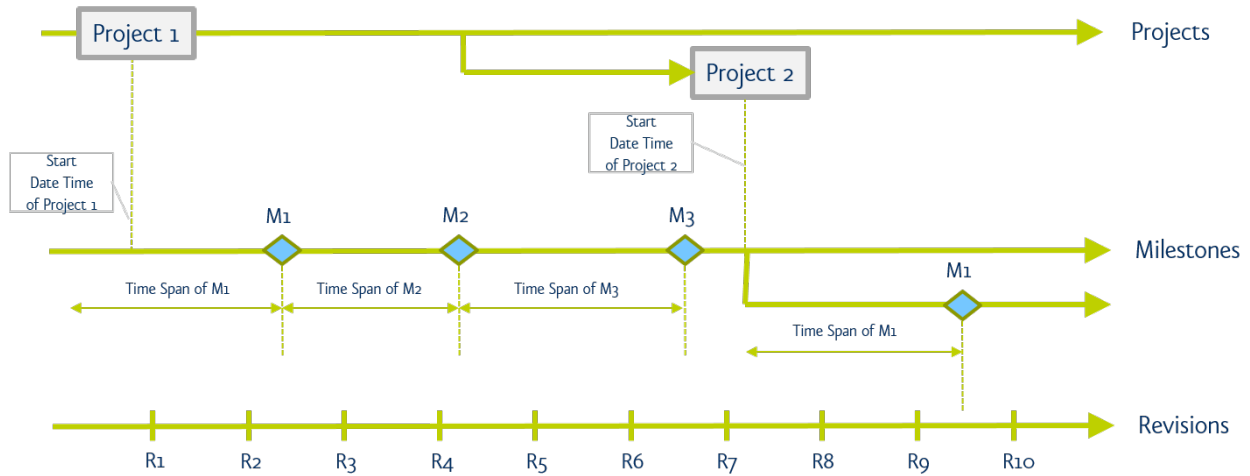 Project 1
Projects
Project 2
Start
Date Time
of Project 2
Start
Date Time
of Project 1
M1
M2
M3
Milestones
M1
Time Span of M1
Time Span of M2
Time Span of M3
Time Span of M1
Revisions
R1
R2
R3
R4
R5
R6
R7
R8
R9
R10